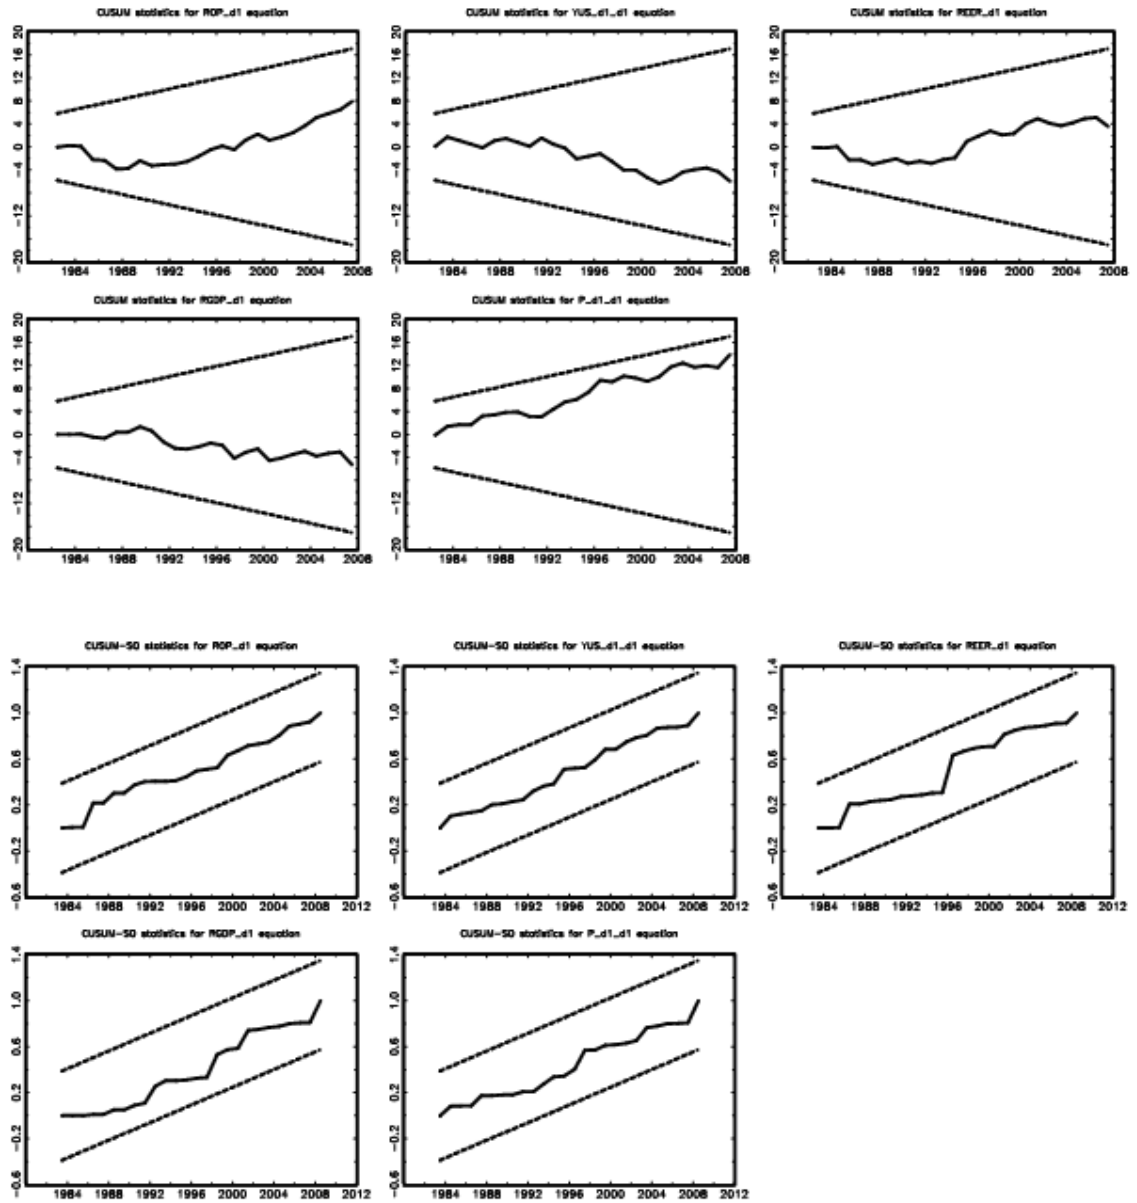 CUSUM statistics for ROP_d1 equation
CUSUM statistics for YUS_d1_d1 equation
CUSUM statistics for REER_d1 equation
20 16 12 8 4 0 -4 -12 -20
1984 1988 1992 1996 2000 2004 2008
20 16 12 8 4 0 -4 -12 -20
1984 1988 1992 1996 2000 2004 2008
20 16 12 8 4 0 -4 -12 -20
1984 1988 1992 1996 2000 2004 2008
CUSUM statistics for RGDP_d1 equation
CUSUM statistics for P_d1_d1 equation
20 16 12 8 4 0 -4 -12 -20
1984 1988 1992 1996 2000 2004 2008
20 16 12 8 4 0 -4 -12 -20
1984 1988 1992 1996 2000 2004 2008
CUSUM-SQ statistics for ROP_d1 equation
CUSUM-SQ statistics for YUS_d1_d1 equation
CUSUM-SQ statistics for REER_d1 equation
1.4 1.0 0.6 0.2 -0.2 -0.6
1984 1988 1992 1996 2000 2004 2008 2012
1.4 1.0 0.6 0.2 -0.2 -0.6
1984 1988 1992 1996 2000 2004 2008 2012
1.4 1.0 0.6 0.2 -0.2 -0.6
1984 1988 1992 1996 2000 2004 2008 2012
CUSUM-SQ statistics for RGDP_d1 equation
CUSUM-SQ statistics for P_d1_d1 equation
1.4 1.0 0.6 0.2 -0.2 -0.6
1984 1988 1992 1996 2000 2004 2008 2012
1.4 1.0 0.6 0.2 -0.2 -0.6
1984 1988 1992 1996 2000 2004 2008 2012